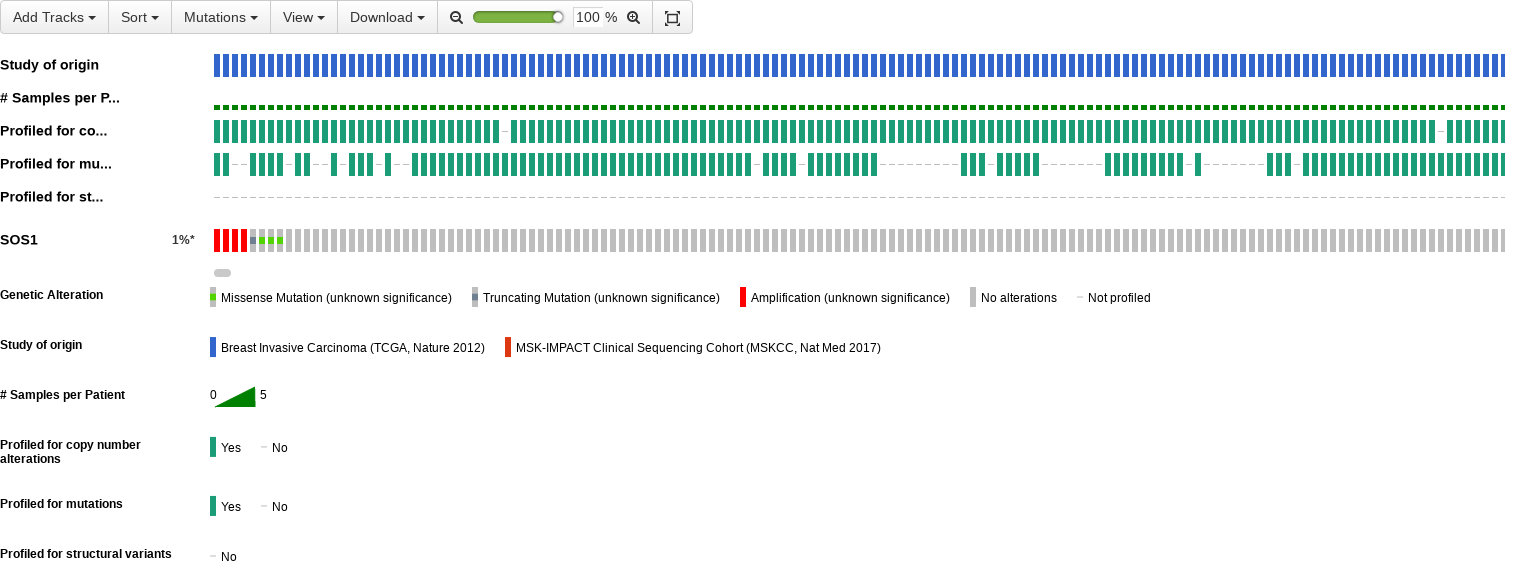 Add Tracks Sort Mutations View Download 100 %
Study of origin
# Samples per P...
Profiled for co...
Profiled for mu...
Profiled for st...
SOS1 1%*
Genetic Alteration Missense Mutation (unknown significance) Truncating Mutation (unknown significance) Amplification (unknown significance) No alterations Not profiled
Study of origin Breast Invasive Carcinoma (TCGA, Nature 2012) MSK-IMPACT Clinical Sequencing Cohort (MSKCC, Nat Med 2017)
# Samples per Patient 0 5
Profiled for copy number Yes No
alterations
Profiled for mutations Yes No
Profiled for structural variants No